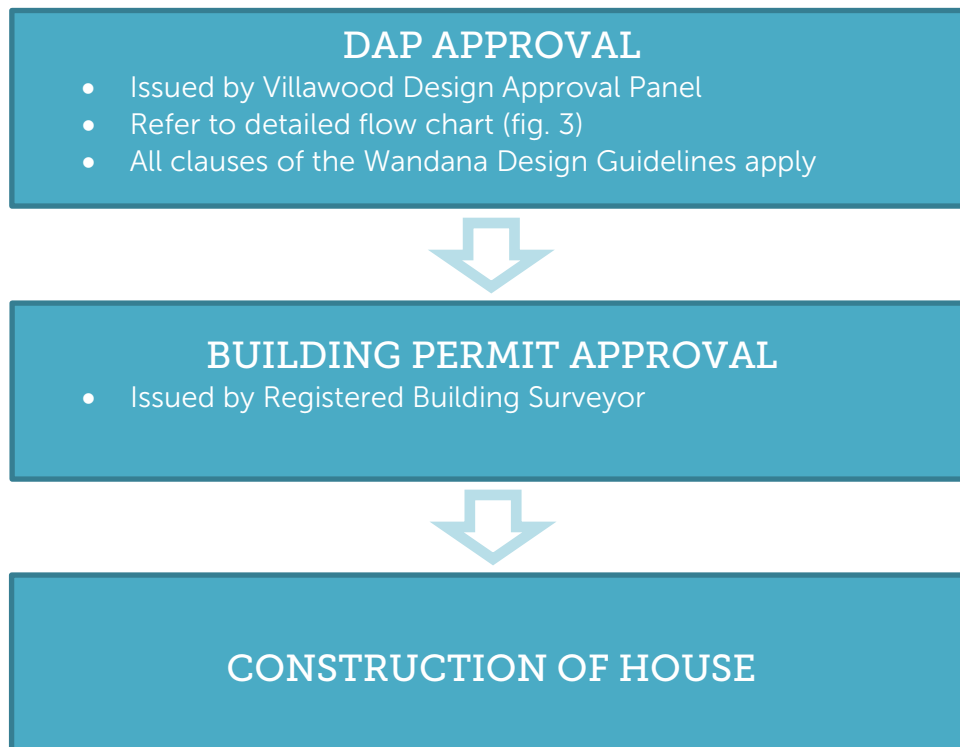 DAP APPROVAL
• Issued by Villawood Design Approval Panel
• Refer to detailed flow chart (fig. 3)
• All clauses of the Wandana Design Guidelines apply
BUILDING PERMIT APPROVAL
• Issued by Registered Building Surveyor
CONSTRUCTION OF HOUSE